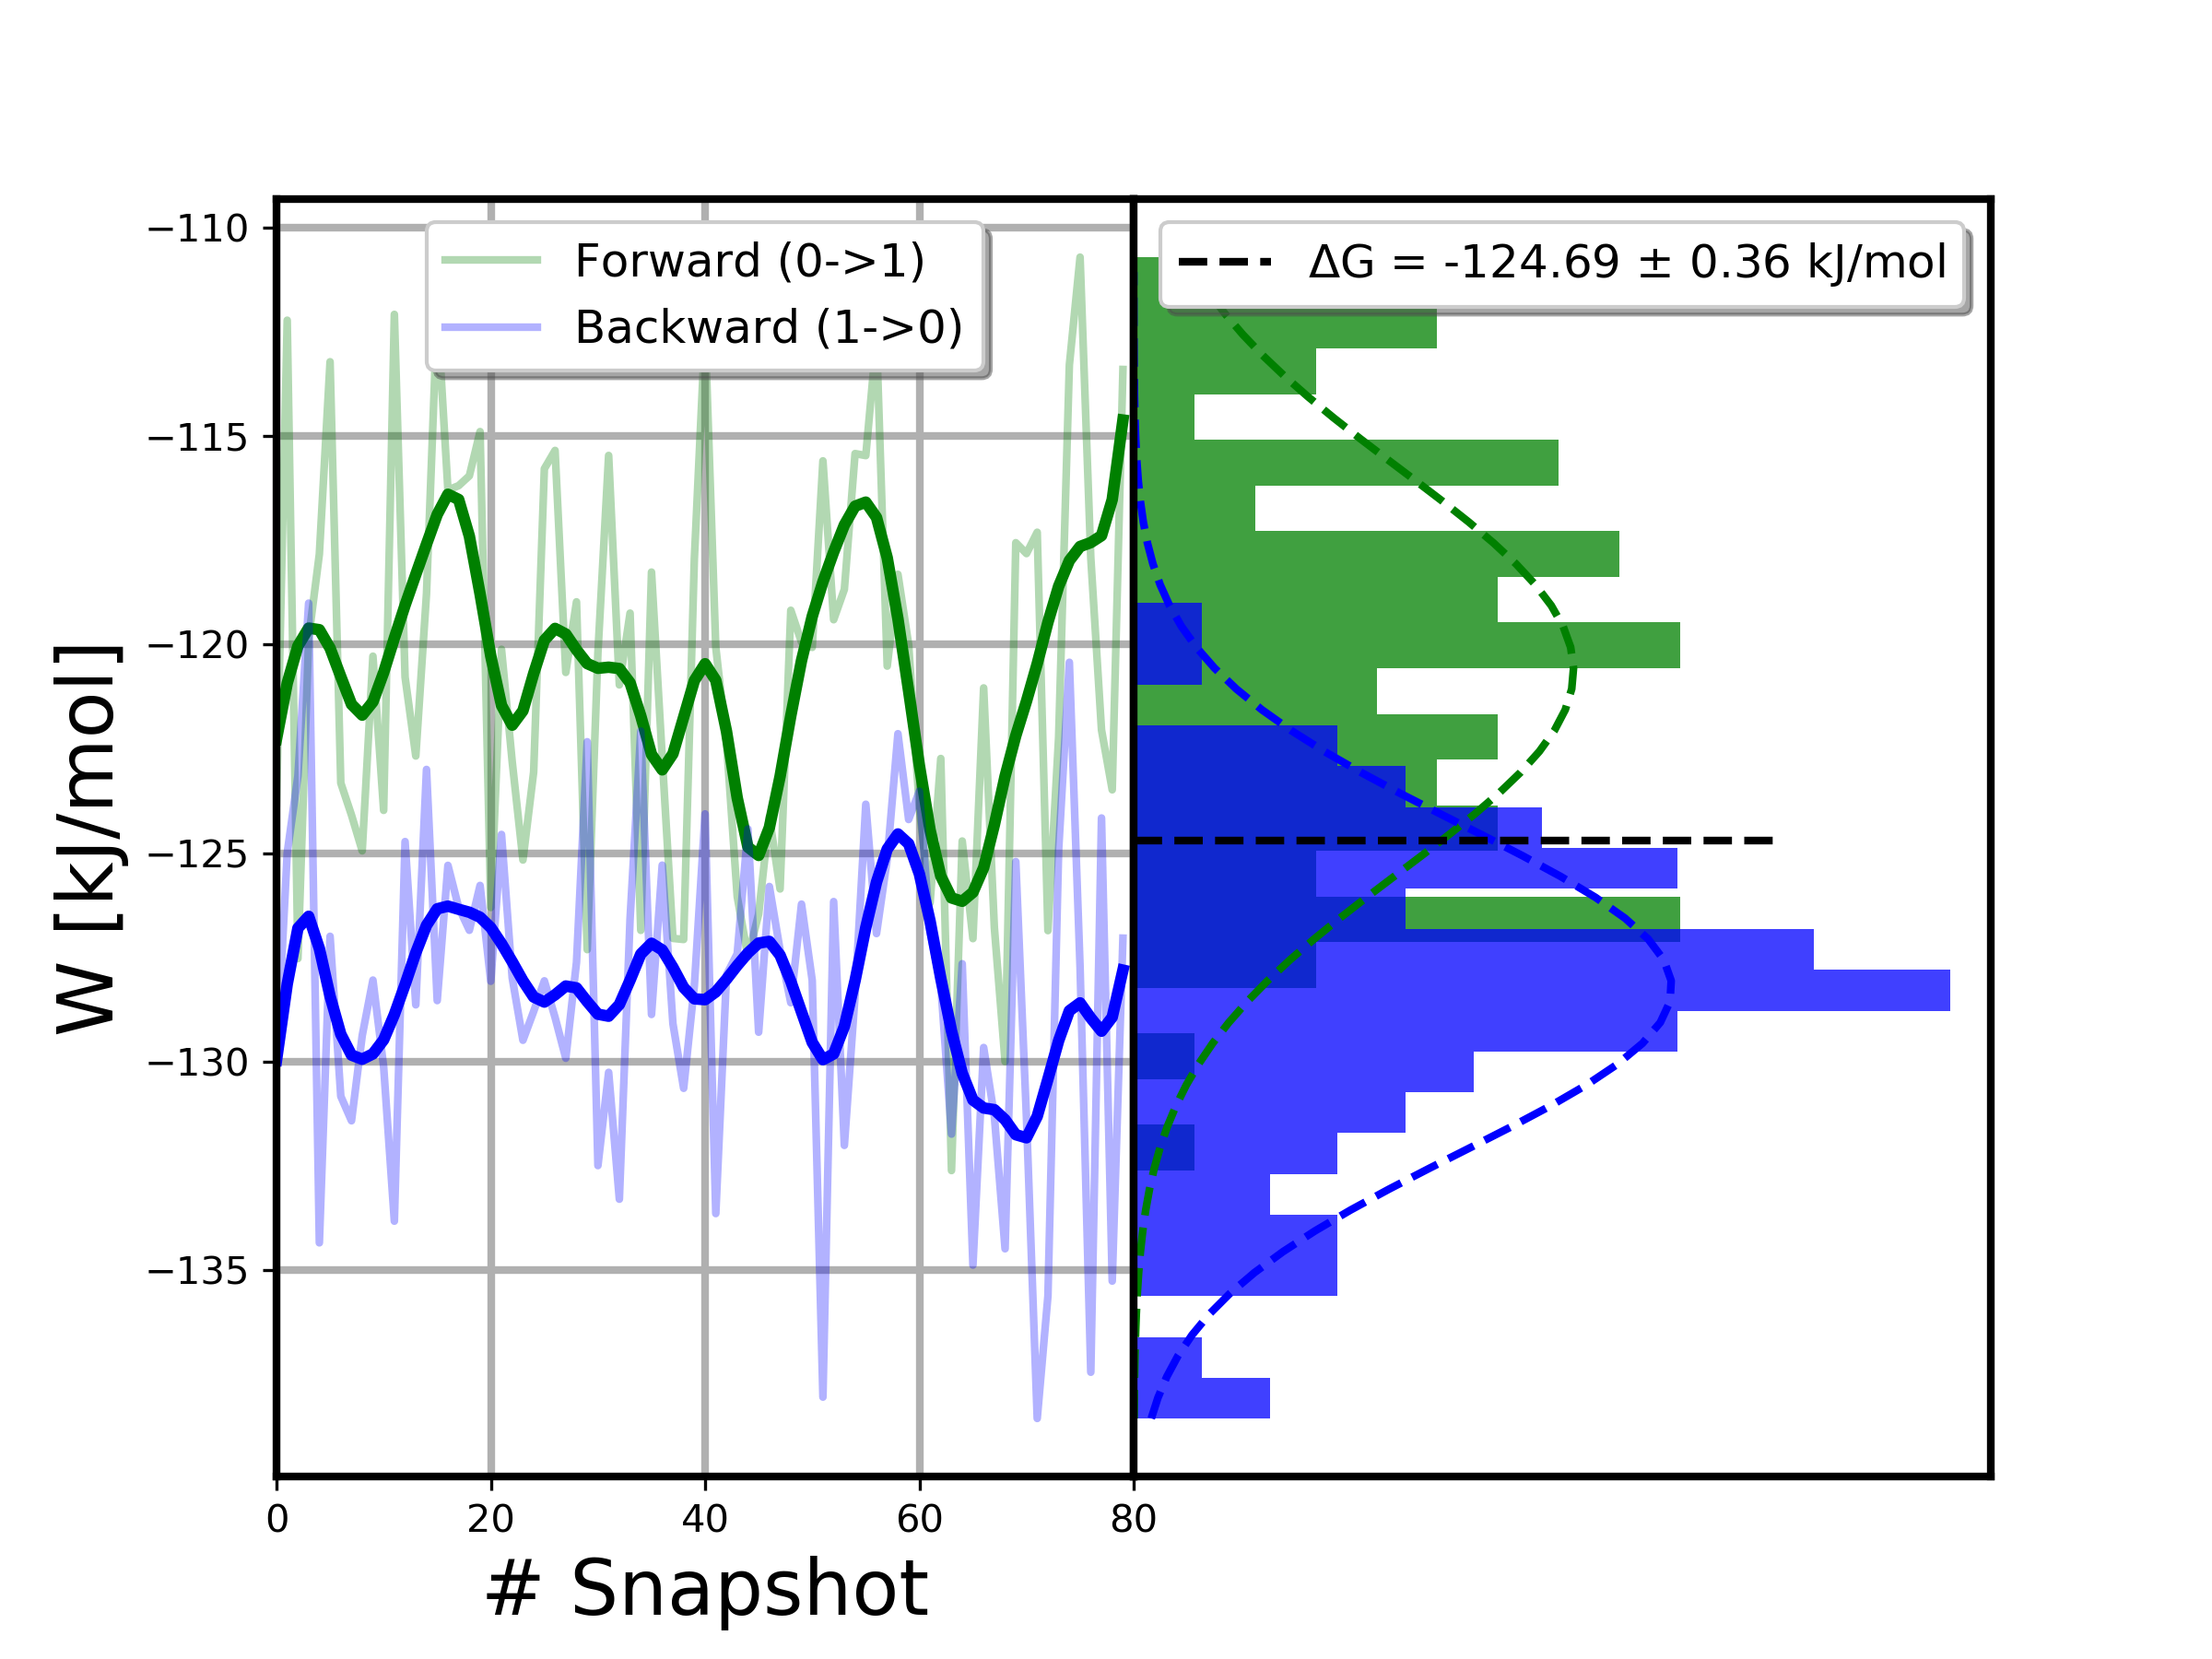 −110
−115
−120
−125
−130
−135
W [kJ/mol]
Forward (0->1)
Backward (1->0)
ΔG = -124.69 ± 0.36 kJ/mol
0 20 40 60 80
# Snapshot